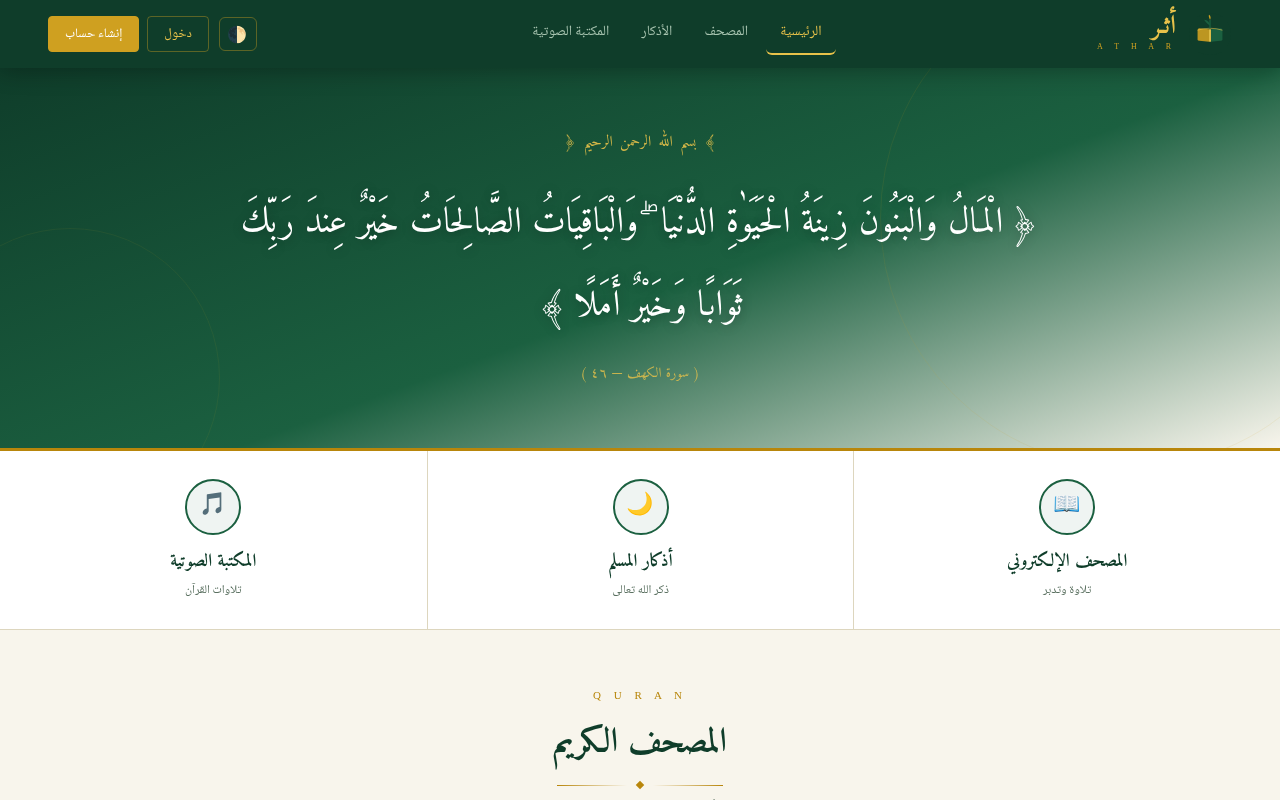 أثر
ATHAR
الرئيسية
المصحف
الأذكار
المكتبة الصوتية
دخول
إنشاء حساب
﴾ بسم الله الرحمن الرحيم ﴿
﴿ الْمَالُ وَالْبَنُونَ زِينَةُ الْحَيَوٰةِ الدُّنْيَا ۖ وَالْبَاقِيَاتُ الصَّالِحَاتُ خَيْرٌ عِندَ رَبِّكَ
ثَوَابًا وَخَيْرٌ أَمَلًا ﴾
( سورة الكهف — ٤٦ )
المصحف الإلكتروني
تلاوة وتدبر
أذكار المسلم
ذكر الله تعالى
المكتبة الصوتية
تلاوات القرآن
QURAN
المصحف الكريم